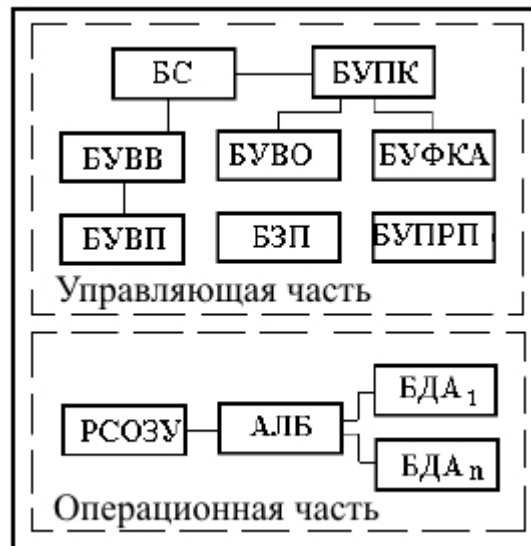 БС БУПК
БУВВ БУВО БУФКА
БУВП БЗП БУПРП
Управляющая часть
БДА 1
РСОЗУ АЛБ
БДА n
Операционная часть